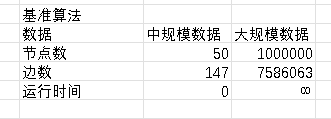 基准算法
数据 中规模数据 大规模数据
节点数 50 1000000
边数 147 7586063
运行时间 0 ∞